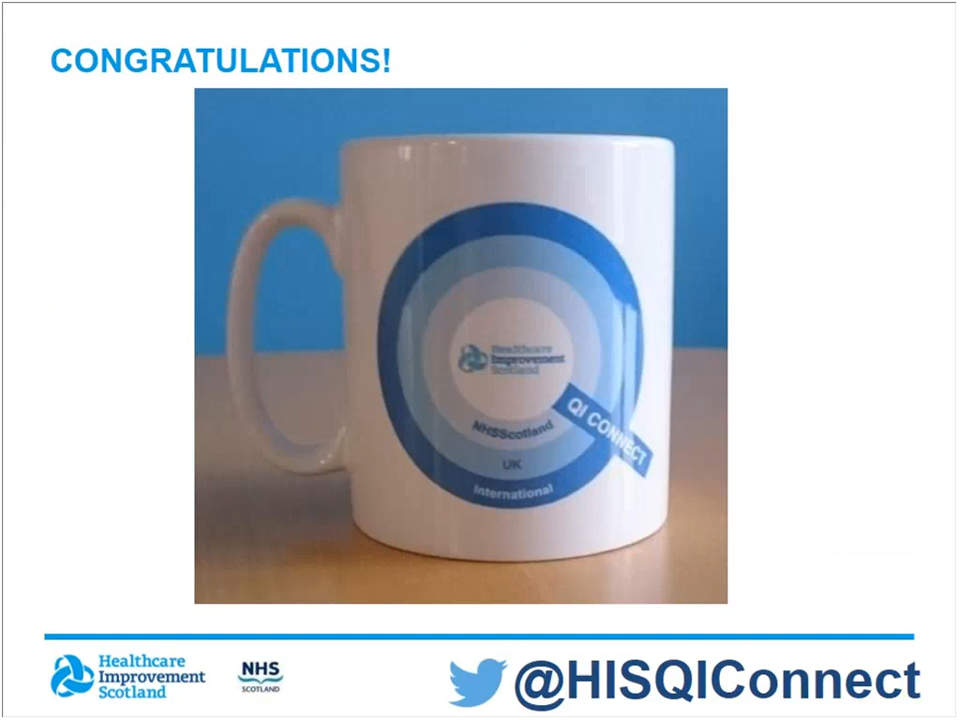 CONGRATULATIONS!
Healthcare
Improvement
Scotland
QI CONNECT
NHSScotland
UK
International
Healthcare
Improvement
Scotland
NHS
SCOTLAND
@HISQIConnect